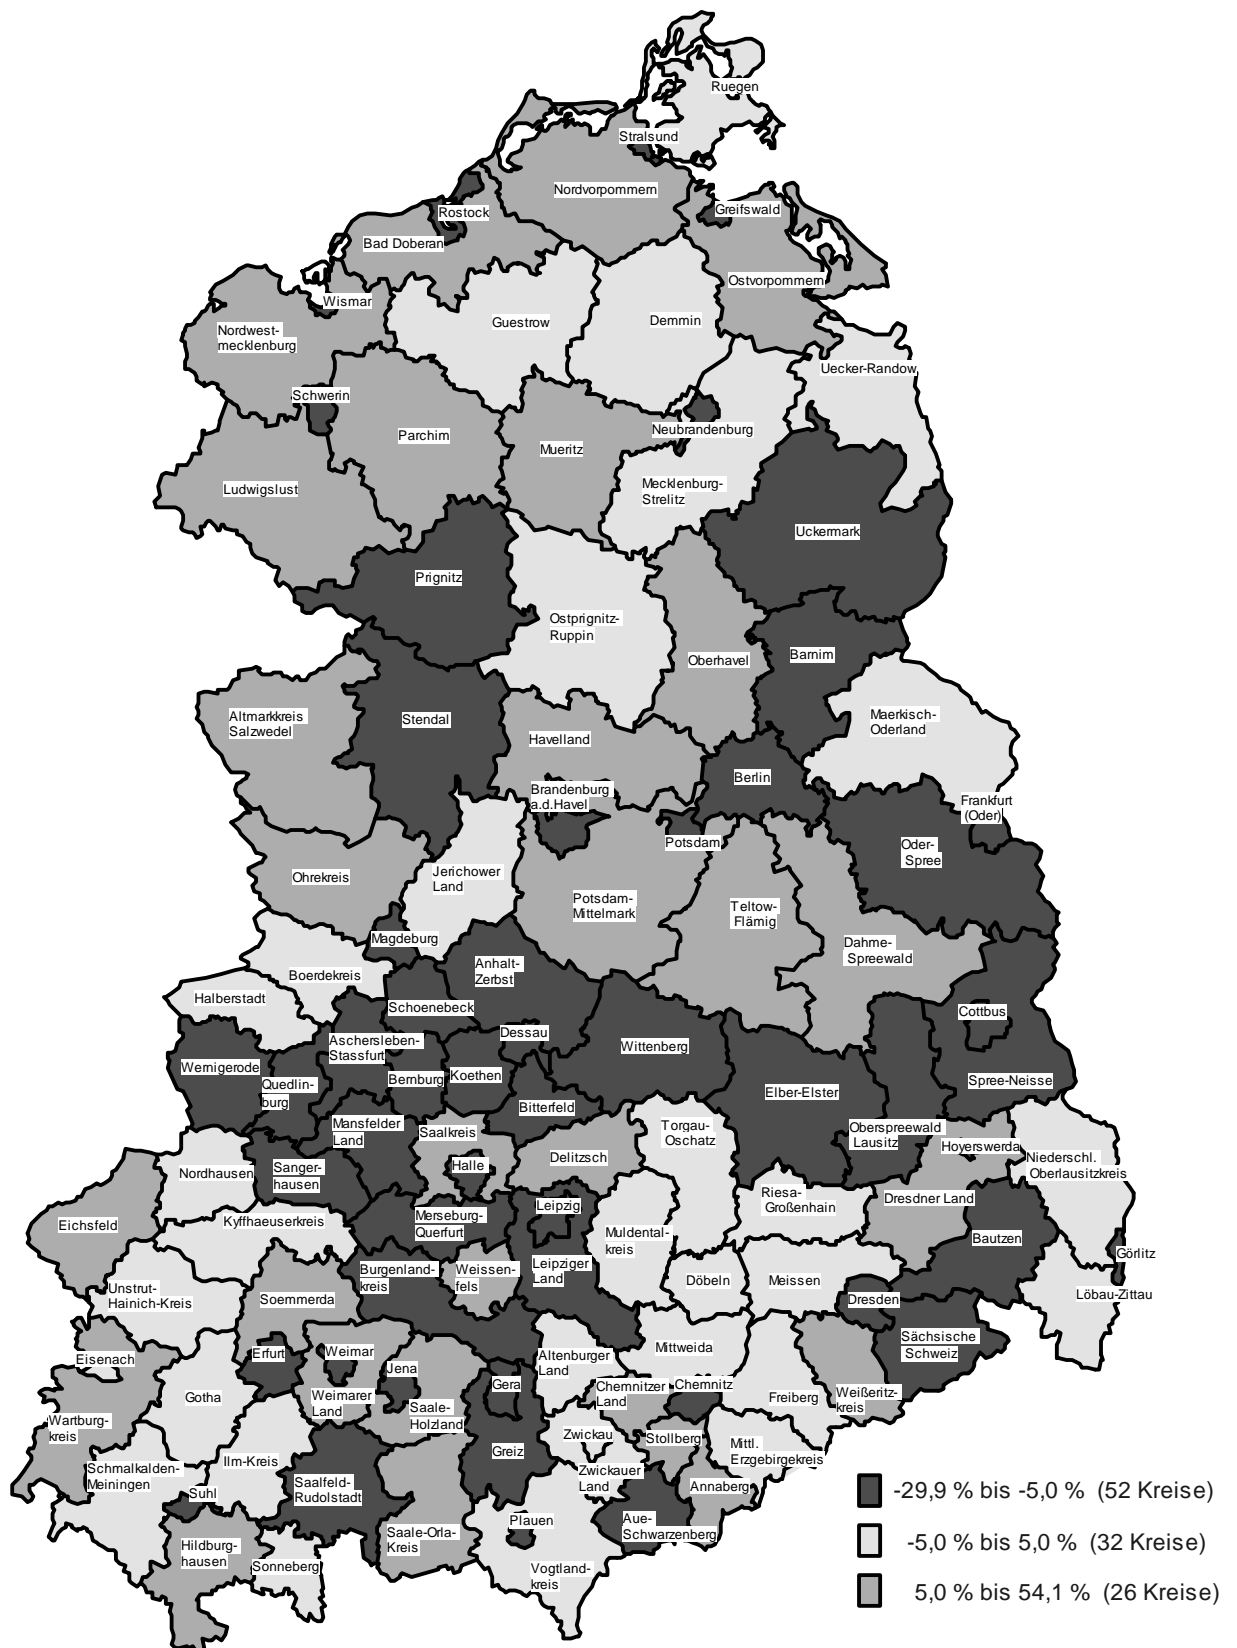 Ruegen
Stralsund
Nordvorpommern
Rostock
Greifswald
Bad Doberan
Ostvorpommern
Wismar
Guestrow
Demmin
Nordwest-
mecklenburg
Uecker-Randow
Schwerin
Parchim
Neubrandenburg
Mueritz
Ludwigslust
Mecklenburg-
Strelitz
Uckermark
Prignitz
Ostprignitz-
Ruppin
Barnim
Oberhavel
Altmarkkreis
Salzwedel
Stendal
Maerkisch-
Oderland
Havelland
Berlin
Brandenburg
a.d.Havel
Frankfurt
(Oder)
Potsdam
Oder-
Spree
Jerichower
Land
Ohrekreis
Potsdam-
Mittelmark
Teltow-
Flämig
Magdeburg
Dahme-
Spreewald
Anhalt-
Zerbst
Boerdekreis
Halberstadt
Schoenebeck
Cottbus
Dessau
Aschersleben-
Stassfurt
Wittenberg
Wernigerode
Koethen
Bernburg
Spree-Neisse
Quedlin-
burg
Elber-Elster
Bitterfeld
Mansfelder
Land
Saalkreis
Torgau-
Oschatz
Oberspreewald
Lausitz
Hoyerswerda
Delitzsch
Niederschl.
Oberlausitzkreis
Halle
Nordhausen
Sanger-
hausen
Riesa-
Großenhain
Dresdner Land
Leipzig
Eichsfeld
Kyffhaeuserkreis
Merseburg-
Querfurt
Muldental-
kreis
Bautzen
Görlitz
Burgenland-
kreis
Weissen-
fels
Leipziger
Land
Döbeln
Meissen
Unstrut-
Hainich-Kreis
Soemmerda
Dresden
Löbau-Zittau
Sächsische
Schweiz
Eisenach
Erfurt
Weimar
Mittweida
Altenburger
Land
Jena
Gera
Chemnitzer
Land
Chemnitz
Gotha
Weimarer
Land
Saale-
Holzland
Freiberg
Weißeritz-
kreis
Wartburg-
kreis
Zwickau
Stollberg
Greiz
Mittl.
Erzgebirgekreis
Ilm-Kreis
Schmalkalden-
Meiningen
Zwickauer
Land
Saalfeld-
Rudolstadt
Annaberg
Suhl
Plauen
Aue-
Schwarzenberg
Saale-Orla-
Kreis
Hildburg-
hausen
Sonneberg
Vogtland-
kreis
-29,9 % bis -5,0 % (52 Kreise)
-5,0 % bis 5,0 % (32 Kreise)
5,0 % bis 54,1 % (26 Kreise)